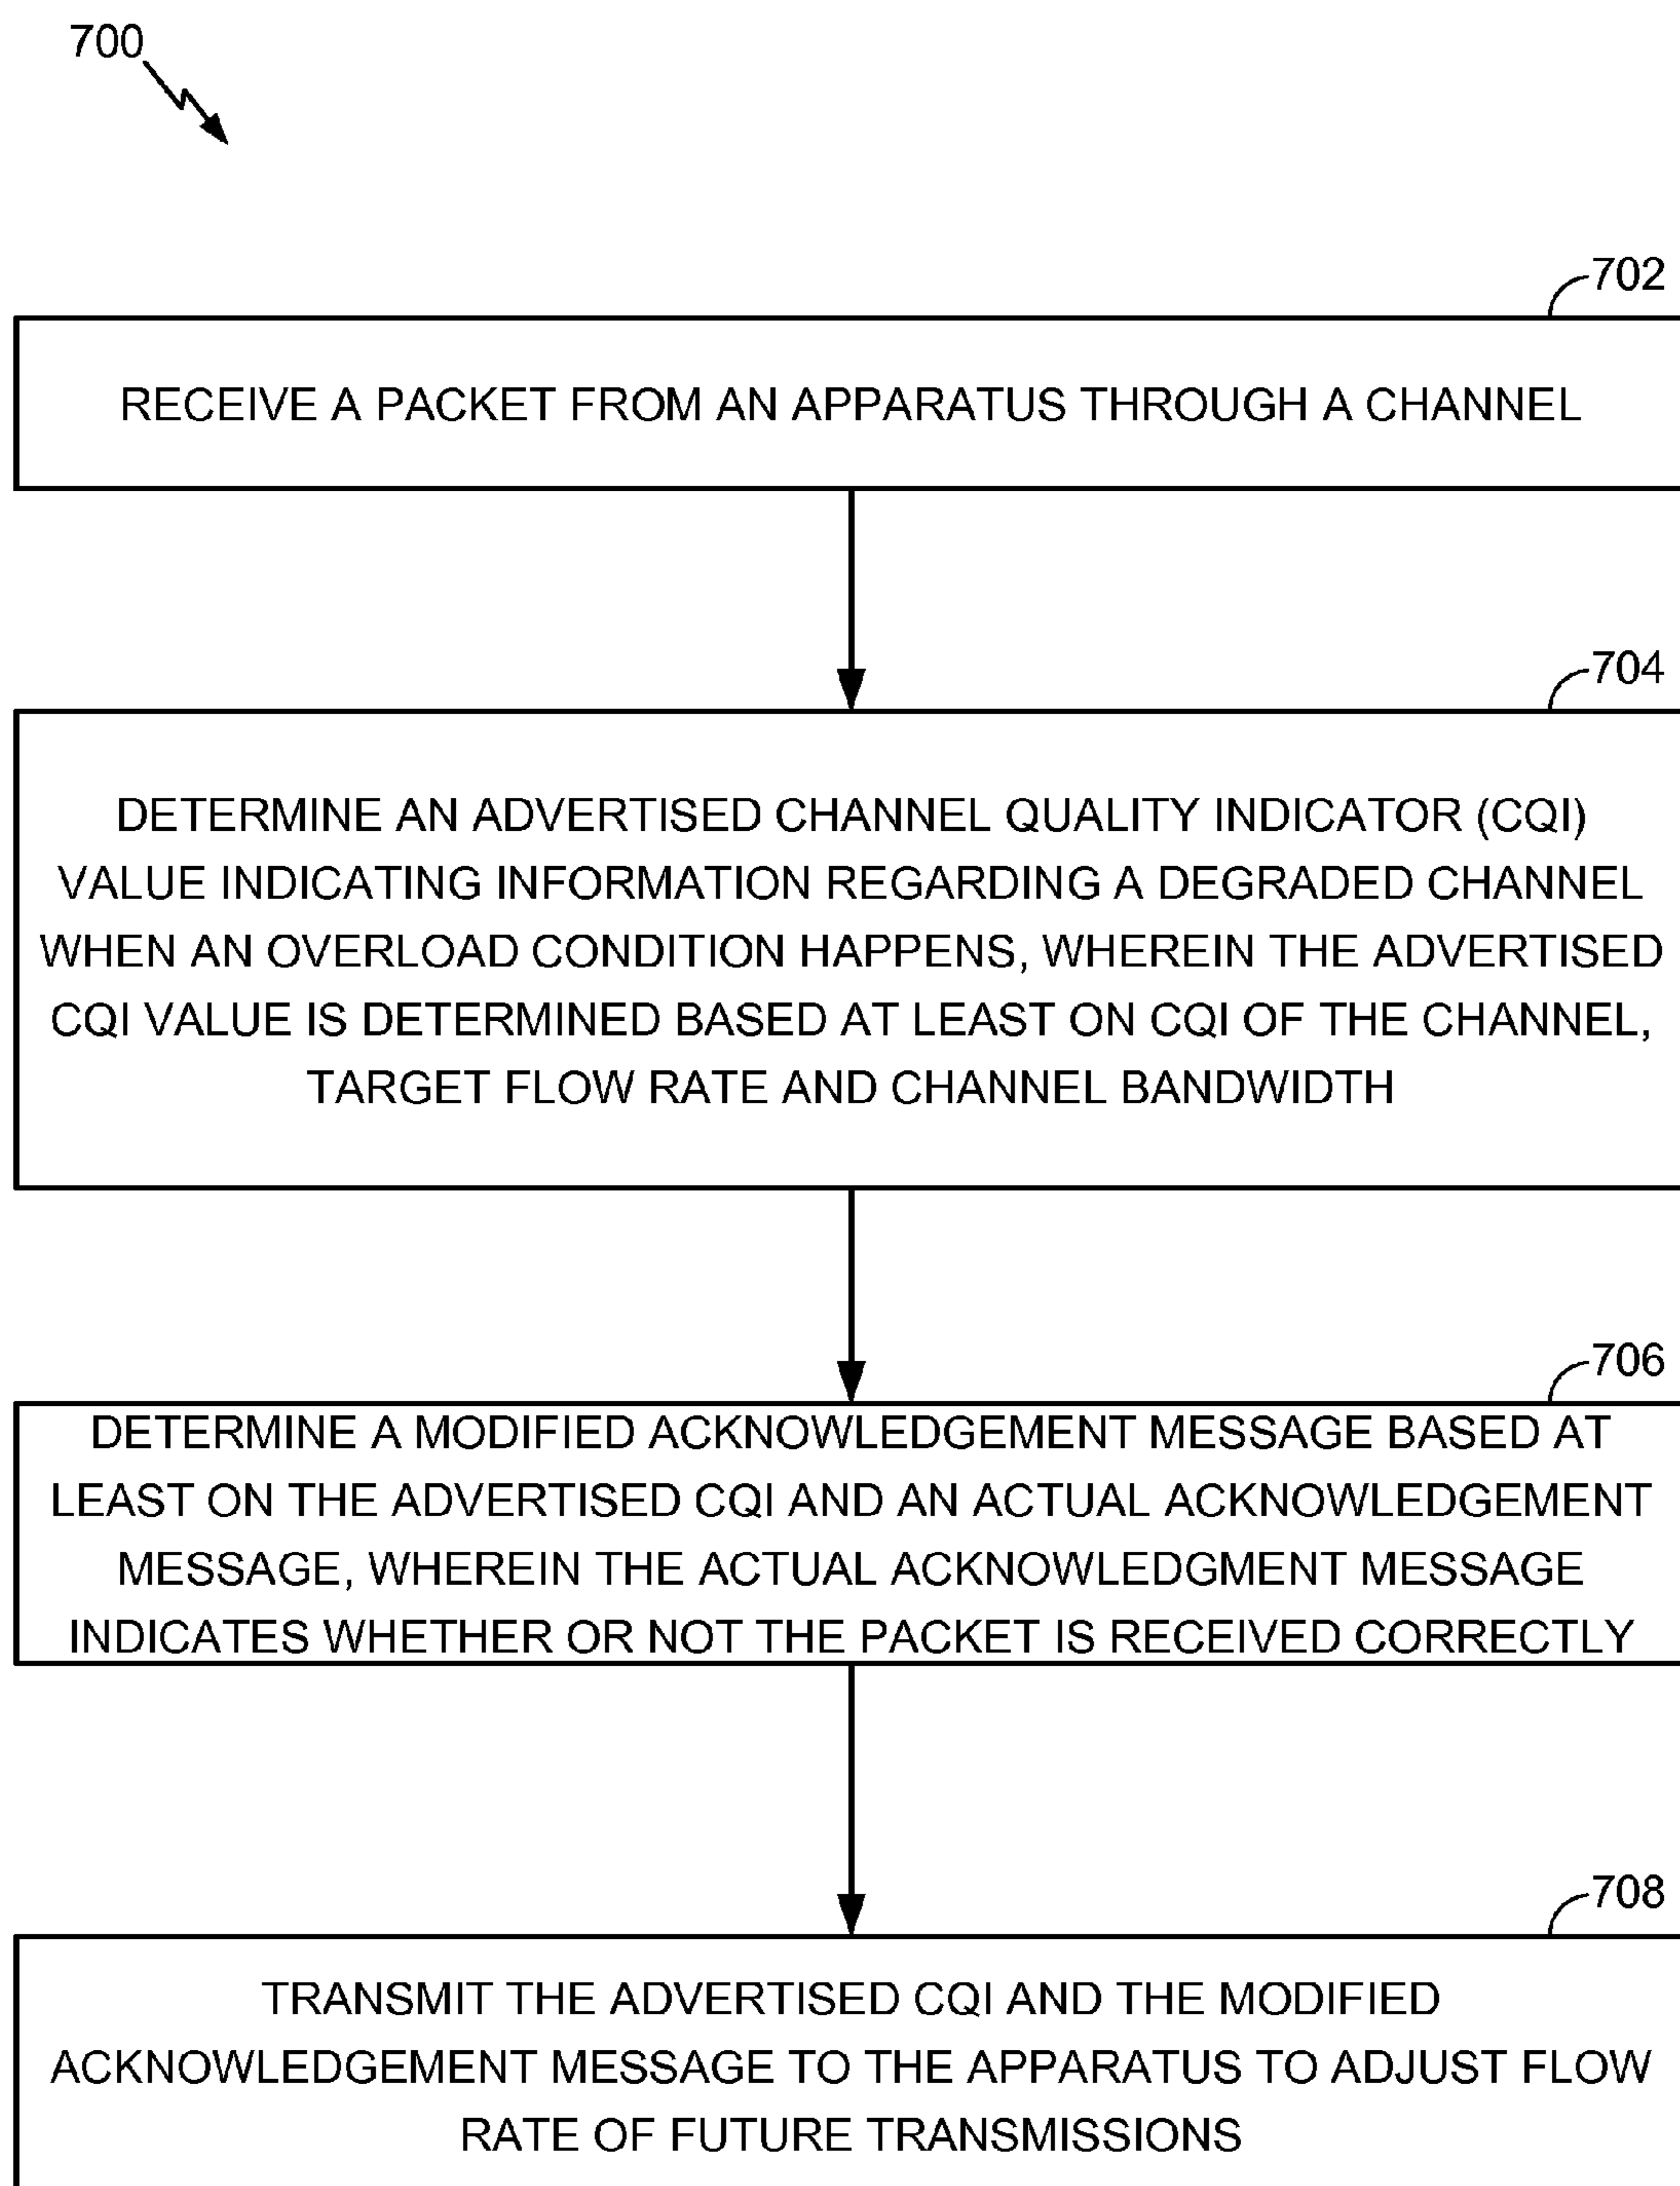 700
702
RECEIVE A PACKET FROM AN APPARATUS THROUGH A CHANNEL
704
DETERMINE AN ADVERTISED CHANNEL QUALITY INDICATOR (CQI)
VALUE INDICATING INFORMATION REGARDING A DEGRADED CHANNEL
WHEN AN OVERLOAD CONDITION HAPPENS, WHEREIN THE ADVERTISED
CQI VALUE IS DETERMINED BASED AT LEAST ON CQI OF THE CHANNEL,
TARGET FLOW RATE AND CHANNEL BANDWIDTH
706
DETERMINE A MODIFIED ACKNOWLEDGEMENT MESSAGE BASED AT
LEAST ON THE ADVERTISED CQI AND AN ACTUAL ACKNOWLEDGEMENT
MESSAGE, WHEREIN THE ACTUAL ACKNOWLEDGMENT MESSAGE
INDICATES WHETHER OR NOT THE PACKET IS RECEIVED CORRECTLY
708
TRANSMIT THE ADVERTISED CQI AND THE MODIFIED
ACKNOWLEDGEMENT MESSAGE TO THE APPARATUS TO ADJUST FLOW
RATE OF FUTURE TRANSMISSIONS